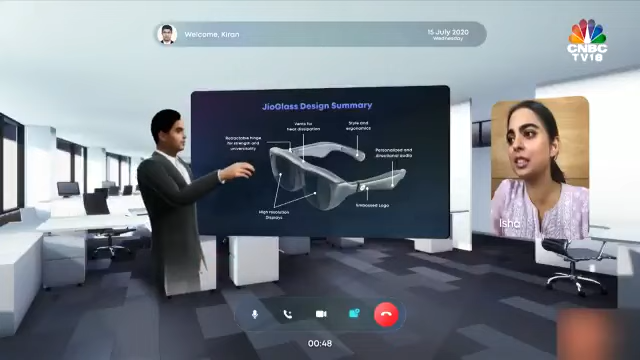 Welcome, Kiran
15 July 2020
Wednesday
CNBC
TV18
JioGlass Design Summary
Vents for
heat dissipation
Style and
ergonomics
Retractable hinge
for strength and
universality
Personalized and
directional audio
High resolution
Displays
Embossed Logo
Isha
00:48